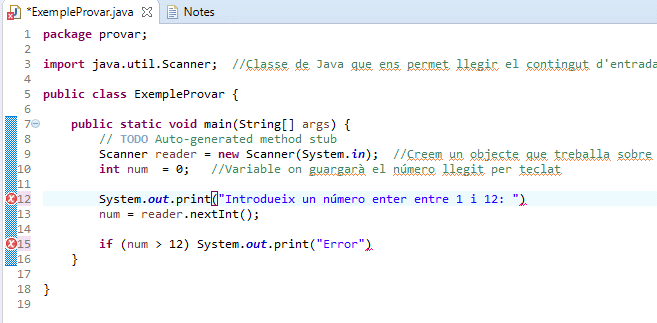 *ExempleProvar.java Notes
1 package provar;
2
3 import java.util.Scanner; //Classe de Java que ens permet llegir el contingut d'entrada
4
5 public class ExempleProvar {
6
7 public static void main(String[] args) {
8 // TODO Auto-generated method stub
9 Scanner reader = new Scanner(System.in); //Creem un objecte que treballa sobre
10 int num = 0; //Variable on guargarà el número llegit per teclat
11
12 System.out.print("Introdueix un número enter entre 1 i 12: ")
13 num = reader.nextInt();
14
15 if (num > 12) System.out.print("Error")
16 }
17
18 }
19